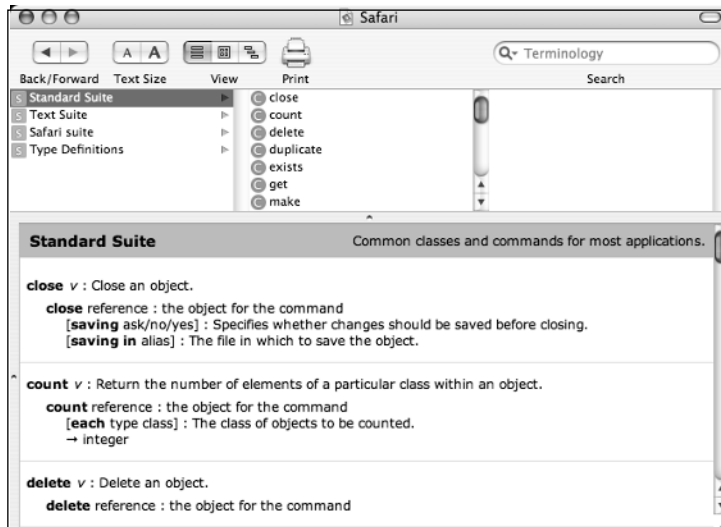 Safari
A A
Terminology
Back/Forward Text Size View Print Search
S Standard Suite
S Text Suite
S Safari suite
S Type Definitions
C close
C count
C delete
C duplicate
C exists
C get
C make
Standard Suite Common classes and commands for most applications.
close v : Close an object.
close reference : the object for the command
[saving ask/no/yes] : Specifies whether changes should be saved before closing.
[saving in alias] : The file in which to save the object.
count v : Return the number of elements of a particular class within an object.
count reference : the object for the command
[each type class] : The class of objects to be counted.
→ integer
delete v : Delete an object.
delete reference : the object for the command